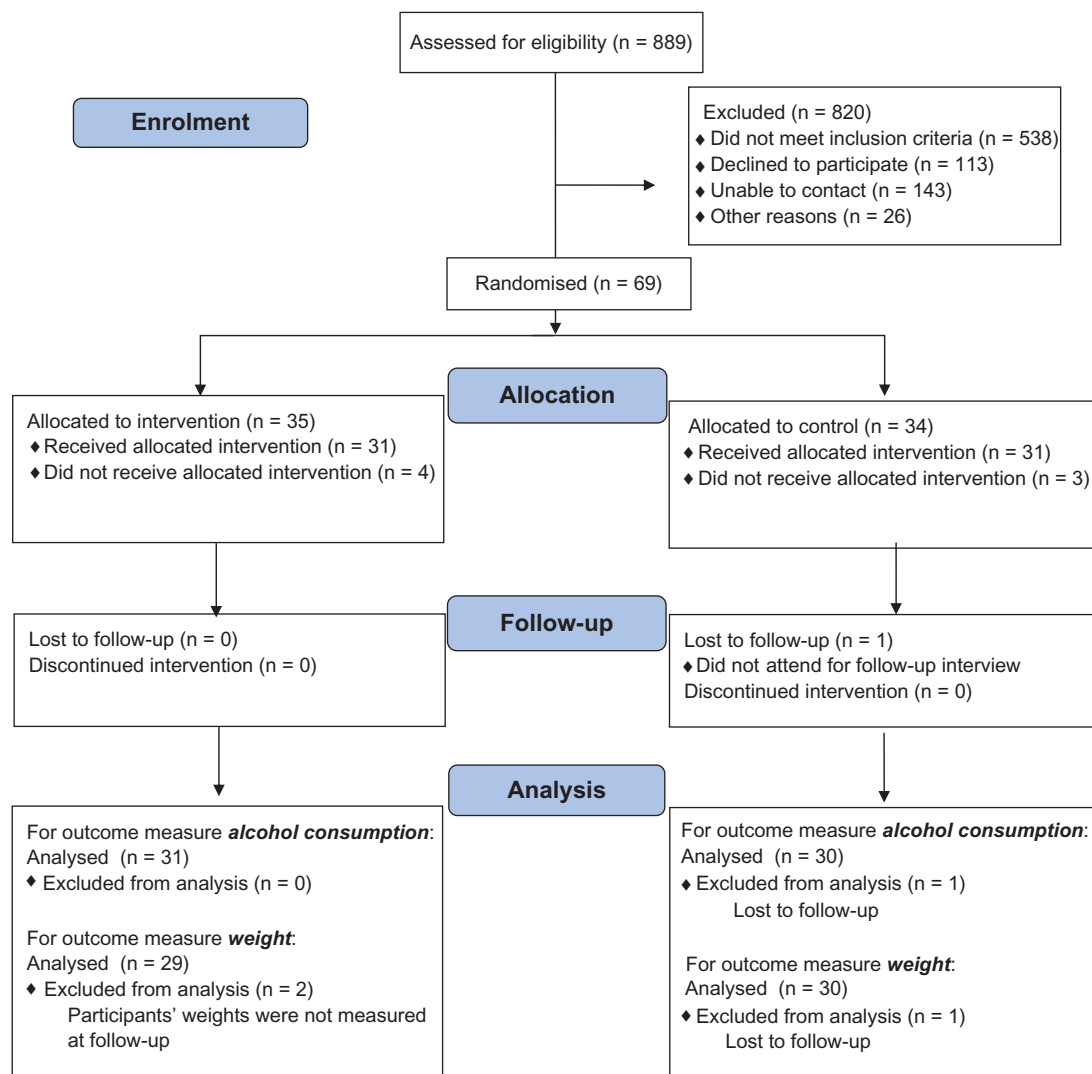 Assessed for eligibility (n = 889)
Enrolment
Excluded (n = 820)
♦ Did not meet inclusion criteria (n = 538)
♦ Declined to participate (n = 113)
♦ Unable to contact (n = 143)
♦ Other reasons (n = 26)
Randomised (n = 69)
Allocation
Allocated to intervention (n = 35)
♦ Received allocated intervention (n = 31)
♦ Did not receive allocated intervention (n = 4)
Allocated to control (n = 34)
♦ Received allocated intervention (n = 31)
♦ Did not receive allocated intervention (n = 3)
Follow-up
Lost to follow-up (n = 0)
Discontinued intervention (n = 0)
Lost to follow-up (n = 1)
♦ Did not attend for follow-up interview
Discontinued intervention (n = 0)
Analysis
For outcome measure alcohol consumption:
Analysed (n = 31)
♦ Excluded from analysis (n = 0)
For outcome measure weight:
Analysed (n = 29)
♦ Excluded from analysis (n = 2)
Participants’ weights were not measured
at follow-up
For outcome measure alcohol consumption:
Analysed (n = 30)
♦ Excluded from analysis (n = 1)
Lost to follow-up
For outcome measure weight:
Analysed (n = 30)
♦ Excluded from analysis (n = 1)
Lost to follow-up